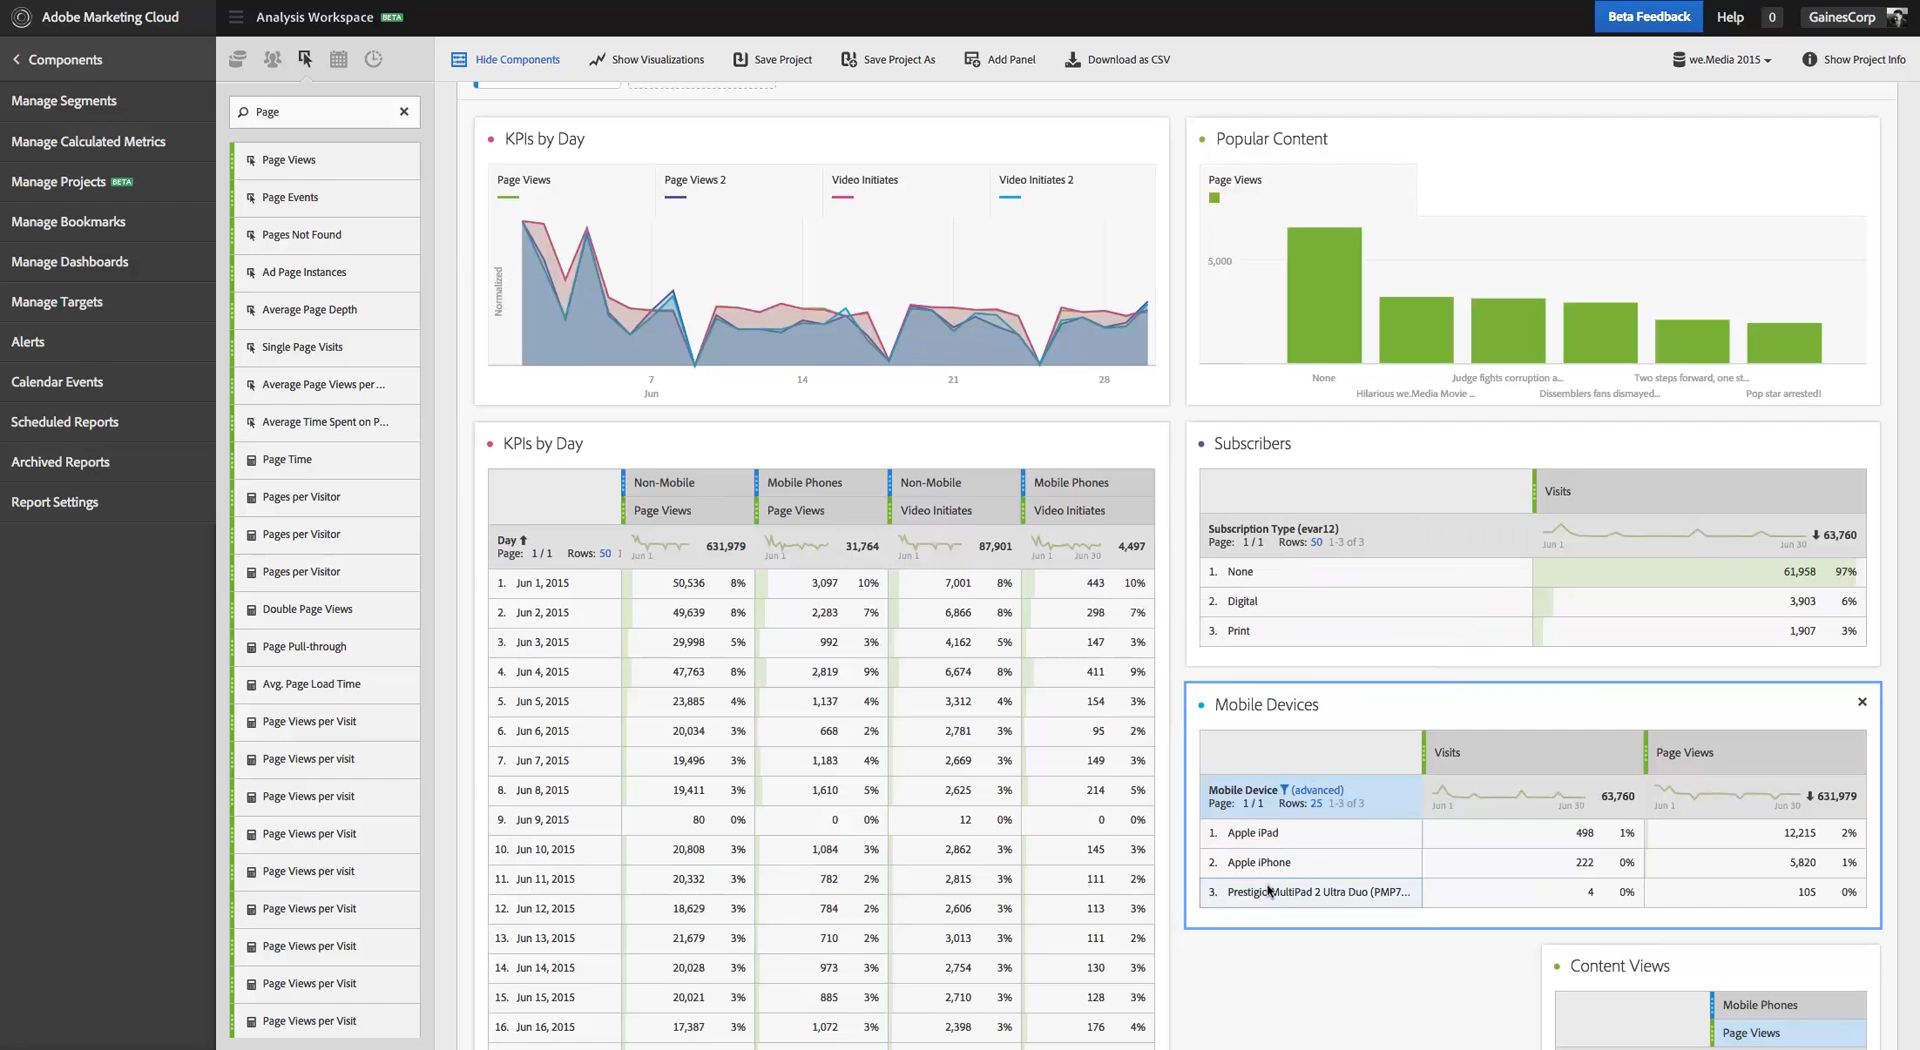 Adobe Marketing Cloud
Analysis Workspace BETA
Beta Feedback
Help
0
GainesCorp
Components
Manage Segments
Manage Calculated Metrics
Manage Projects BETA
Manage Bookmarks
Manage Dashboards
Manage Targets
Alerts
Calendar Events
Scheduled Reports
Archived Reports
Report Settings
Hide Components
Show Visualizations
Save Project
Save Project As
Add Panel
Download as CSV
we.Media 2015
Show Project Info
Page
Page Views
Page Events
Pages Not Found
Ad Page Instances
Average Page Depth
Single Page Visits
Average Page Views per ...
Average Time Spent on P...
Page Time
Pages per Visitor
Pages per Visitor
Pages per Visitor
Double Page Views
Page Pull-through
Avg. Page Load Time
Page Views per Visit
Page Views per visit
Page Views per visit
Page Views per Visit
Page Views per visit
Page Views per Visit
Page Views per Visit
Page Views per Visit
Page Views per Visit
KPIs by Day
Page Views
Page Views 2
Video Initiates
Video Initiates 2
Normalized
7 14 21 28
Jun
Popular Content
Page Views
5,000
None Judge fights corruption a... Two steps forward, one st...
Hilarious we.Media Movie ... Dissemblers fans dismayed... Pop star arrested!
KPIs by Day
Non-Mobile Mobile Phones Non-Mobile Mobile Phones
Page Views Page Views Video Initiates Video Initiates
Day 631,979 31,764 87,901 4,497
Page: 1 / 1 Rows: 50 1 Jun 1 Jun 1 Jun 1 Jun 1 Jun 30
1. Jun 1, 2015 50,536 8% 3,097 10% 7,001 8% 443 10%
2. Jun 2, 2015 49,639 8% 2,283 7% 6,866 8% 298 7%
3. Jun 3, 2015 29,998 5% 992 3% 4,162 5% 147 3%
4. Jun 4, 2015 47,763 8% 2,819 9% 6,674 8% 411 9%
5. Jun 5, 2015 23,885 4% 1,137 4% 3,312 4% 154 3%
6. Jun 6, 2015 20,034 3% 668 2% 2,781 3% 95 2%
7. Jun 7, 2015 19,496 3% 1,183 4% 2,669 3% 149 3%
8. Jun 8, 2015 19,411 3% 1,610 5% 2,625 3% 214 5%
9. Jun 9, 2015 80 0% 0 0% 12 0% 0 0%
10. Jun 10, 2015 20,808 3% 1,084 3% 2,862 3% 145 3%
11. Jun 11, 2015 20,332 3% 782 2% 2,815 3% 111 2%
12. Jun 12, 2015 18,629 3% 784 2% 2,606 3% 113 3%
13. Jun 13, 2015 21,679 3% 710 2% 3,013 3% 111 2%
14. Jun 14, 2015 20,028 3% 973 3% 2,754 3% 130 3%
15. Jun 15, 2015 20,021 3% 885 3% 2,710 3% 128 3%
16. Jun 16, 2015 17,387 3% 1,072 3% 2,398 3% 176 4%
Subscribers
Visits
Subscription Type (evar12) 63,760
Page: 1 / 1 Rows: 50 1-3 of 3 Jun 1 Jun 30
1. None 61,958 97%
2. Digital 3,903 6%
3. Print 1,907 3%
Mobile Devices
Visits Page Views
Mobile Device (advanced) 63,760 631,979
Page: 1 / 1 Rows: 25 1-3 of 3 Jun 1 Jun 30 Jun 1 Jun 30
1. Apple iPad 498 1% 12,215 2%
2. Apple iPhone 222 0% 5,820 1%
3. Prestigio MultiPad 2 Ultra Duo (PMP7... 4 0% 105 0%
Content Views
Mobile Phones
Page Views